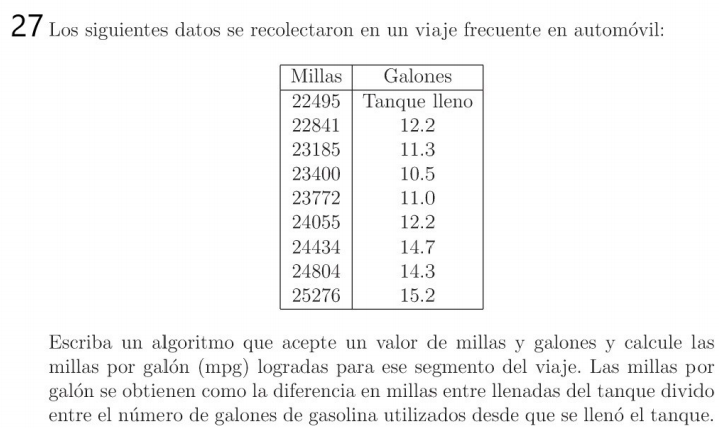 27 Los siguientes datos se recolectaron en un viaje frecuente en automóvil:
Millas Galones
22495 Tanque lleno
22841 12.2
23185 11.3
23400 10.5
23772 11.0
24055 12.2
24434 14.7
24804 14.3
25276 15.2
Escriba un algoritmo que acepte un valor de millas y galones y calcule las
millas por galón (mpg) logradas para ese segmento del viaje. Las millas por
galón se obtienen como la diferencia en millas entre llenadas del tanque divido
entre el número de galones de gasolina utilizados desde que se llenó el tanque.